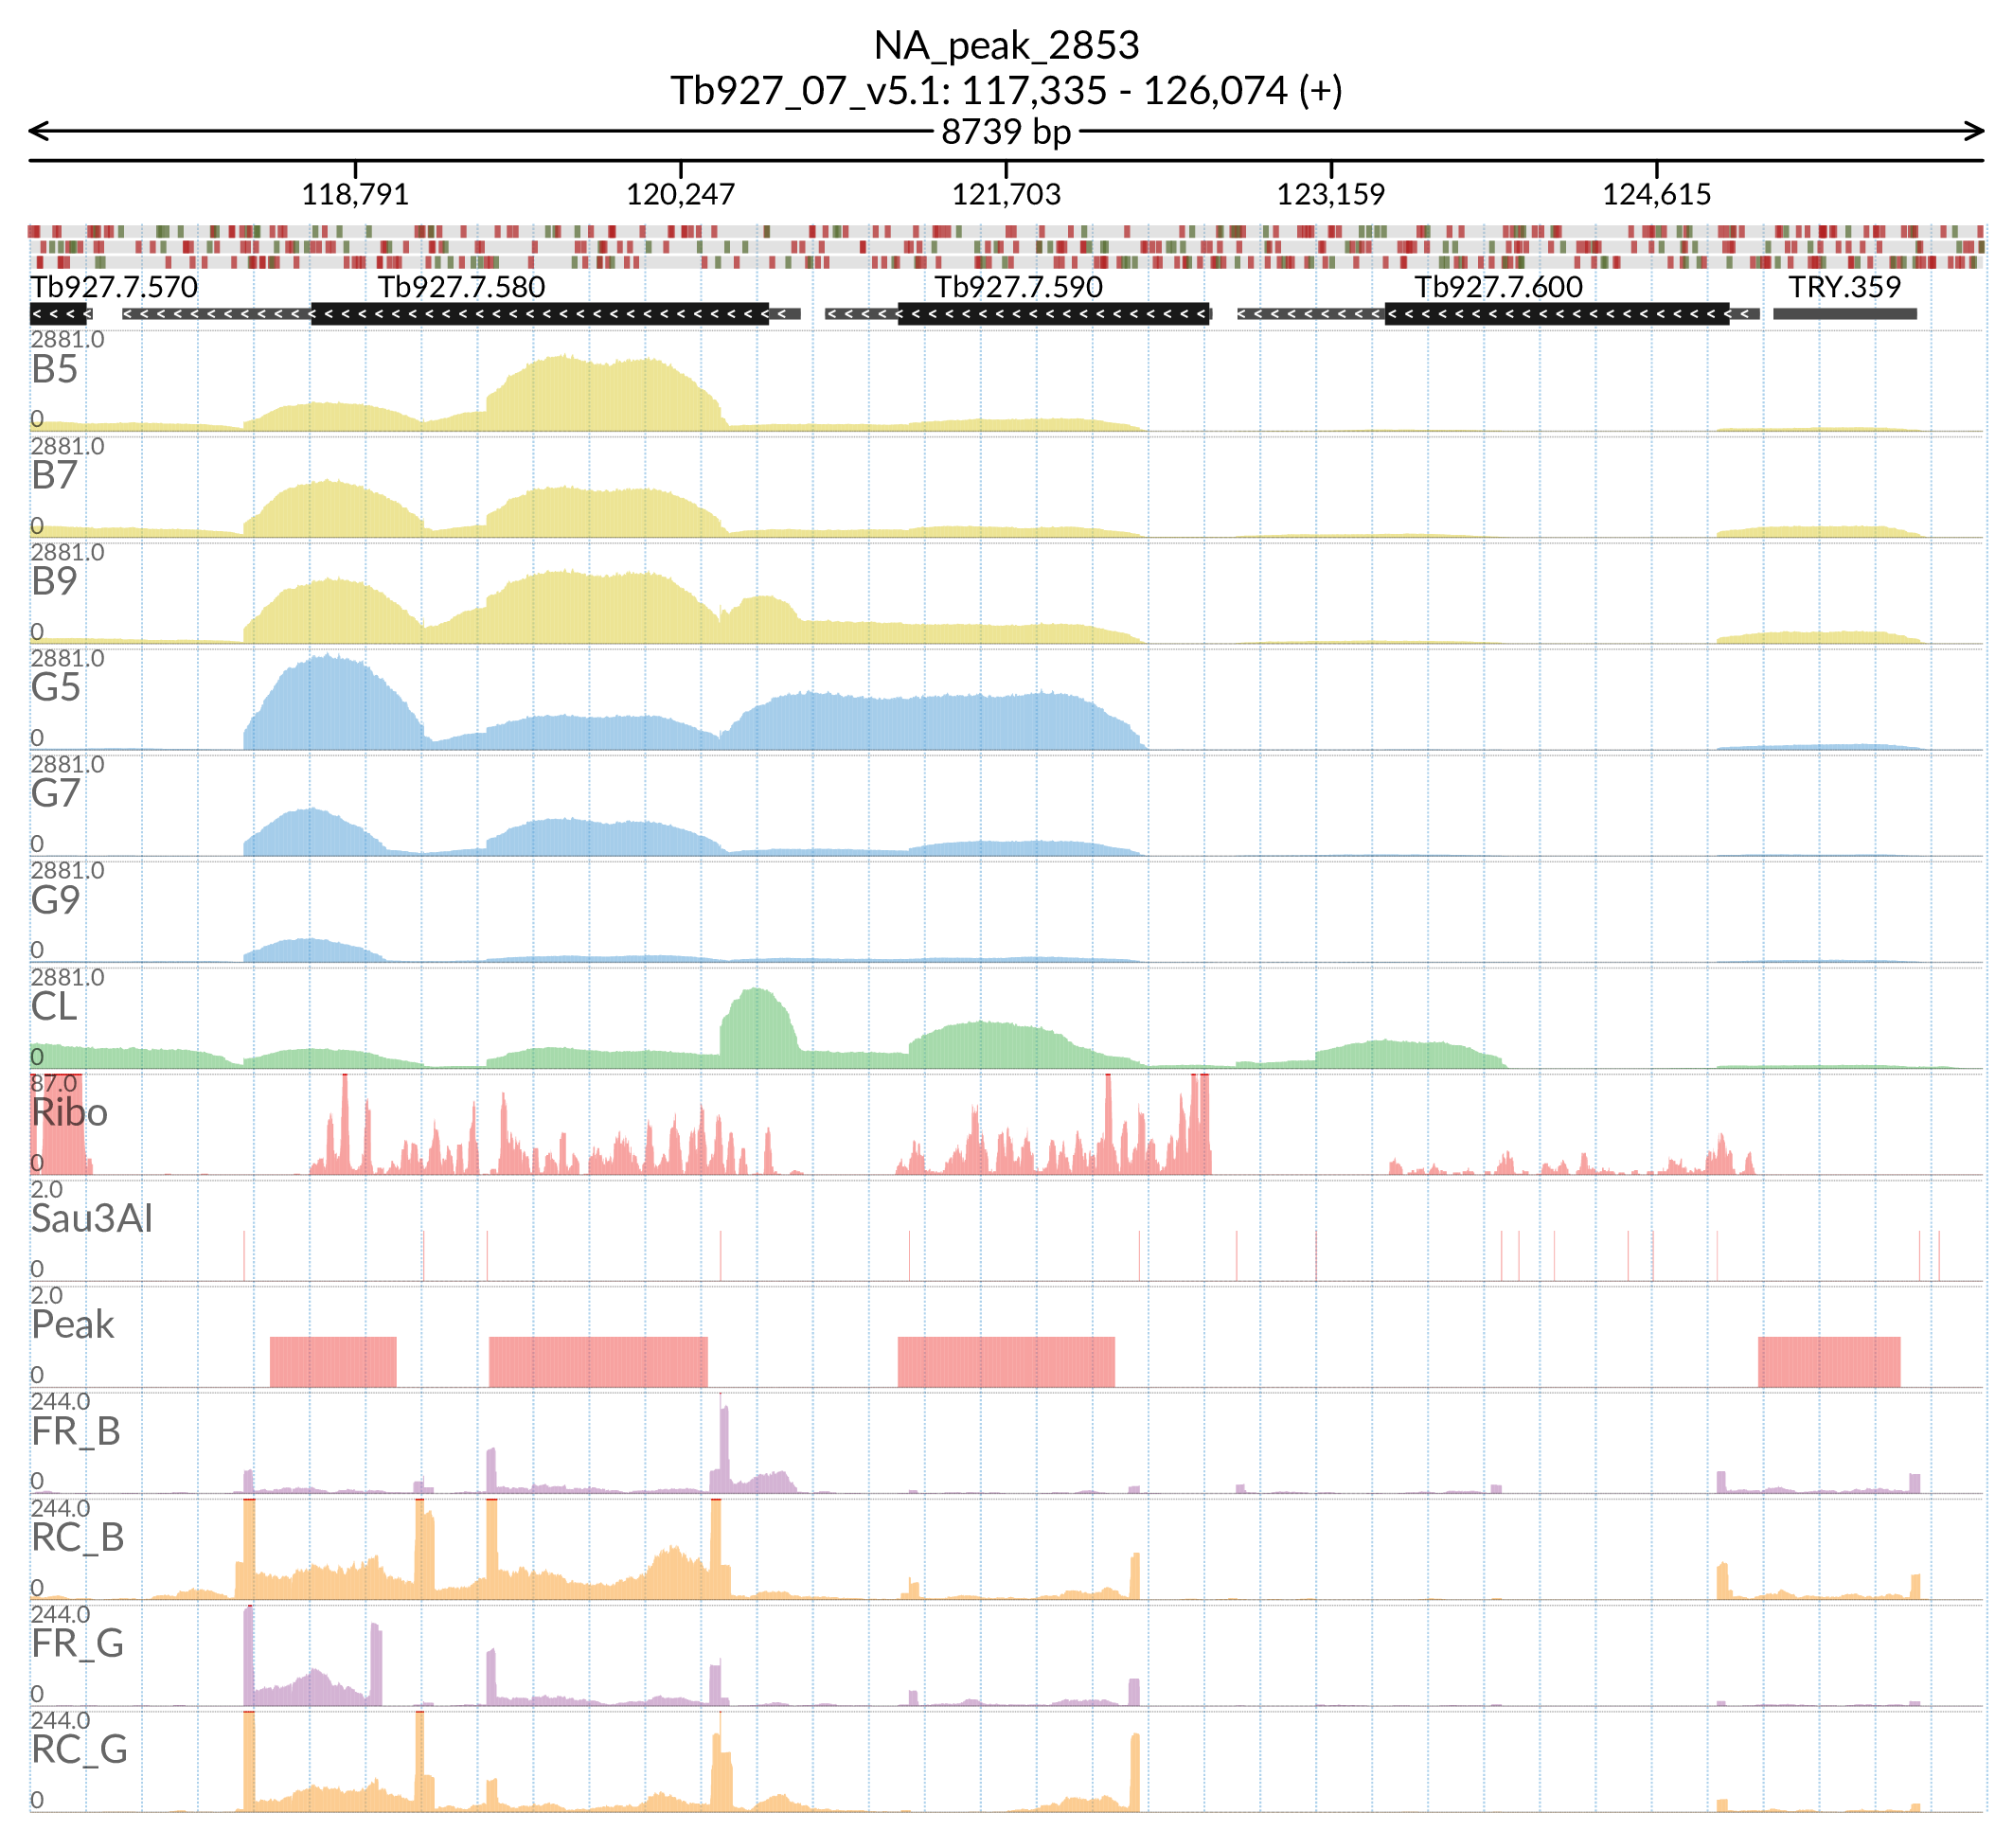 NA_peak_2853
Tb927_07_v5.1: 117,335 - 126,074 (+)
8739 bp
118,791 120,247 121,703 123,159 124,615
Tb927.7.570 Tb927.7.580 Tb927.7.590 Tb927.7.600 TRY.359
2881.0
B5
0
2881.0
B7
0
2881.0
B9
0
2881.0
G5
0
2881.0
G7
0
2881.0
G9
0
2881.0
CL
0
87.0
Ribo
0
2.0
Sau3AI
0
2.0
Peak
0
244.0
FR_B
0
244.0
RC_B
0
244.0
FR_G
0
244.0
RC_G
0